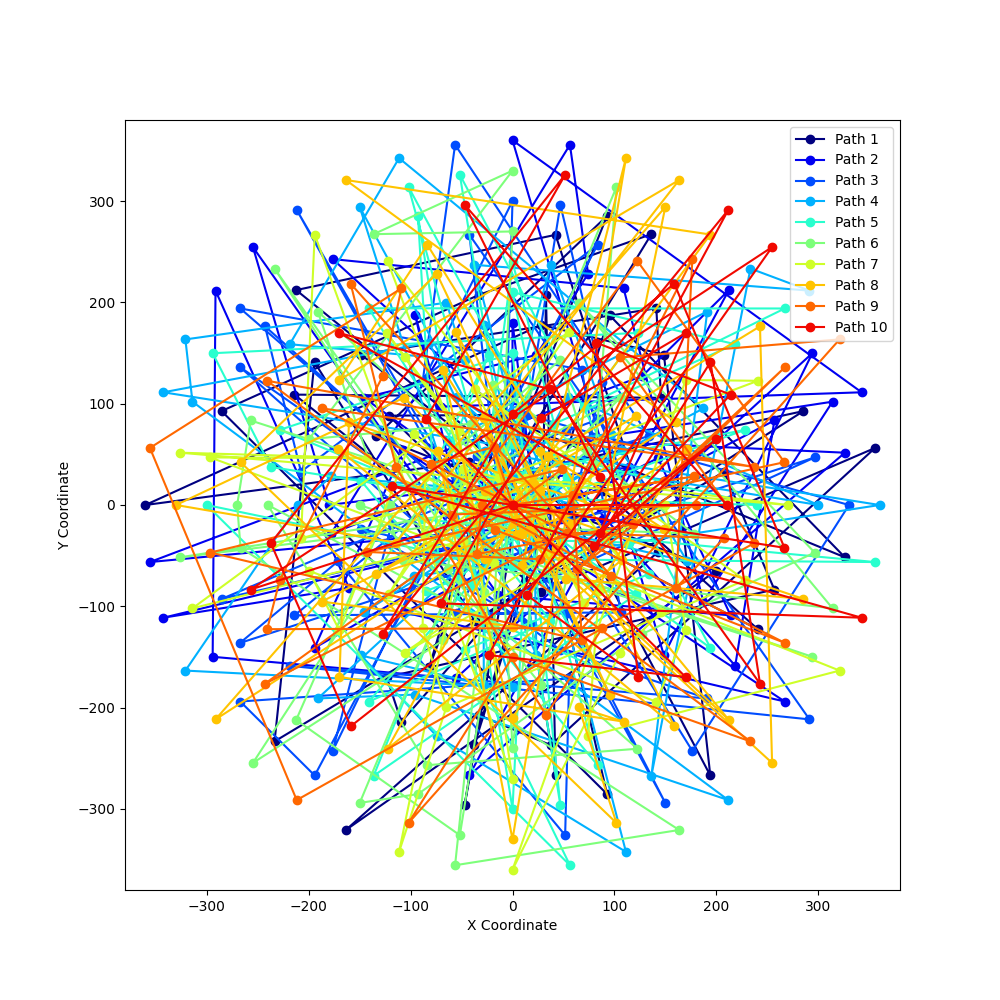 Path 1
Path 2
Path 3
Path 4
Path 5
Path 6
Path 7
Path 8
Path 9
Path 10
300
200
100
0
−100
−200
−300
Y Coordinate
−300 −200 −100 0 100 200 300
X Coordinate